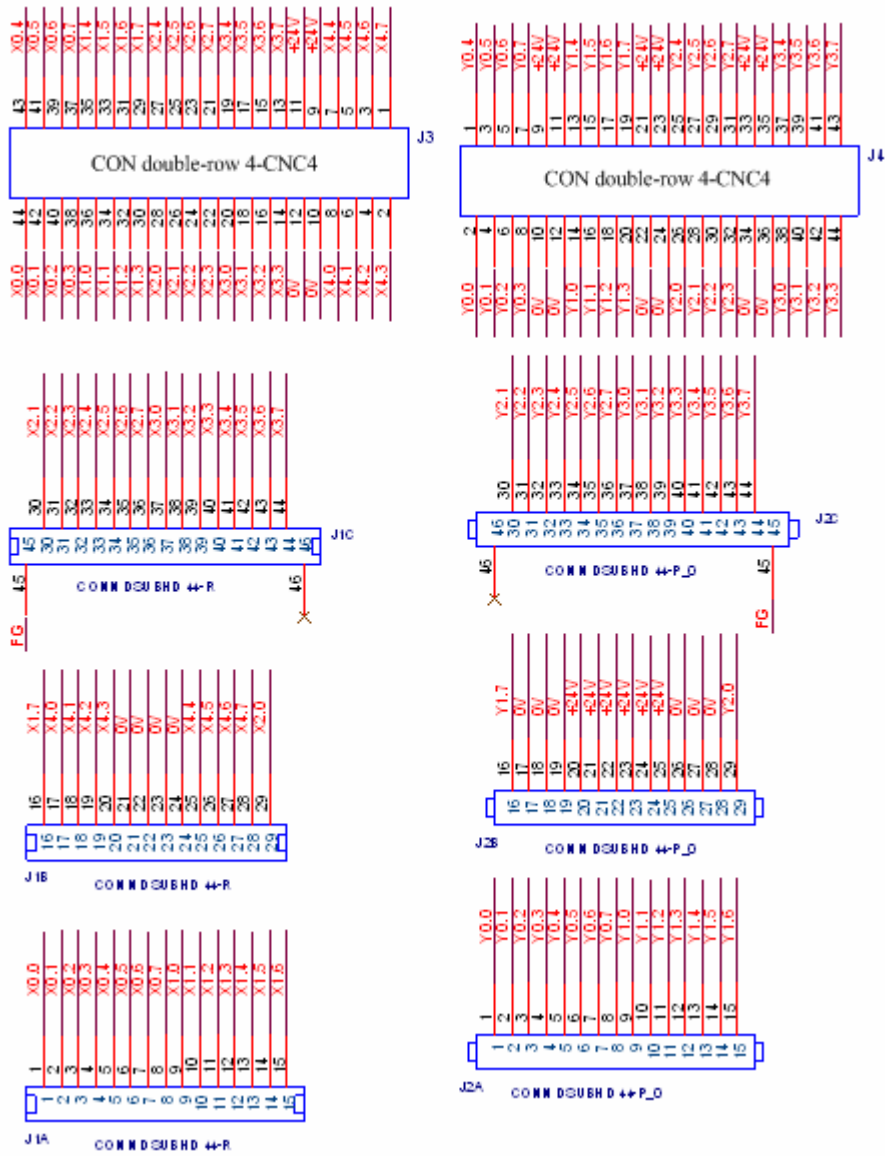 X0.4 X0.5 X0.6 X0.7 X1.4 X1.5 X1.6 X1.7 X2.4 X2.5 X2.6 X2.7 X3.4 X3.5 X3.6 X3.7 +24V +24V X4.4 X4.5 X4.6 X4.7
43 41 39 37 35 33 31 29 27 25 23 21 19 17 15 13 11 9 7 5 3 1
J3
CON double-row 4-CNC4
44 42 40 38 36 34 32 30 28 26 24 22 20 18 16 14 12 10 8 6 4 2
X0.0 X0.1 X0.2 X0.3 X1.0 X1.1 X1.2 X1.3 X2.0 X2.1 X2.2 X2.3 X3.0 X3.1 X3.2 X3.3 0V 0V X4.0 X4.1 X4.2 X4.3
Y0.4 Y0.5 Y0.6 Y0.7 +24V +24V Y1.4 Y1.5 Y1.6 Y1.7 +24V +24V Y2.4 Y2.5 Y2.6 Y2.7 +24V +24V Y3.4 Y3.5 Y3.6 Y3.7
1 3 5 7 9 11 13 15 17 19 21 23 25 27 29 31 33 35 37 39 41 43
J4
CON double-row 4-CNC4
2 4 6 8 10 12 14 16 18 20 22 24 26 28 30 32 34 36 38 40 42 44
Y0.0 Y0.1 Y0.2 Y0.3 0V 0V Y1.0 Y1.1 Y1.2 Y1.3 0V 0V Y2.0 Y2.1 Y2.2 Y2.3 0V 0V Y3.0 Y3.1 Y3.2 Y3.3
X2.1 X2.2 X2.3 X2.4 X2.5 X2.6 X2.7 X3.0 X3.1 X3.2 X3.3 X3.4 X3.5 X3.6 X3.7
30 31 32 33 34 35 36 37 38 39 40 41 42 43 44
45 30 31 32 33 34 35 36 37 38 39 40 41 42 43 44 46
J1C
CONN DSUBHD 44-R
45 46
FG
Y2.1 Y2.2 Y2.3 Y2.4 Y2.5 Y2.6 Y2.7 Y3.0 Y3.1 Y3.2 Y3.3 Y3.4 Y3.5 Y3.6 Y3.7
30 31 32 33 34 35 36 37 38 39 40 41 42 43 44
46 30 31 32 33 34 35 36 37 38 39 40 41 42 43 44 45
J2C
CONN DSUBHD 44-P_O
46 45
FG
X1.7 X4.0 X4.1 X4.2 X4.3 0V 0V 0V 0V X4.4 X4.5 X4.6 X4.7 X2.0
16 17 18 19 20 21 22 23 24 25 26 27 28 29
16 17 18 19 20 21 22 23 24 25 26 27 28 29
J1B
CONN DSUBHD 44-R
Y1.7 0V 0V 0V +24V +24V +24V +24V +24V +24V 0V 0V 0V Y2.0
16 17 18 19 20 21 22 23 24 25 26 27 28 29
16 17 18 19 20 21 22 23 24 25 26 27 28 29
J2B
CONN DSUBHD 44-P_O
X0.0 X0.1 X0.2 X0.3 X0.4 X0.5 X0.6 X0.7 X1.0 X1.1 X1.2 X1.3 X1.4 X1.5 X1.6
1 2 3 4 5 6 7 8 9 10 11 12 13 14 15
1 2 3 4 5 6 7 8 9 10 11 12 13 14 15
J1A
CONN DSUBHD 44-R
Y0.0 Y0.1 Y0.2 Y0.3 Y0.4 Y0.5 Y0.6 Y0.7 Y1.0 Y1.1 Y1.2 Y1.3 Y1.4 Y1.5 Y1.6
1 2 3 4 5 6 7 8 9 10 11 12 13 14 15
1 2 3 4 5 6 7 8 9 10 11 12 13 14 15
J2A
CONN DSUBHD 44-P_O